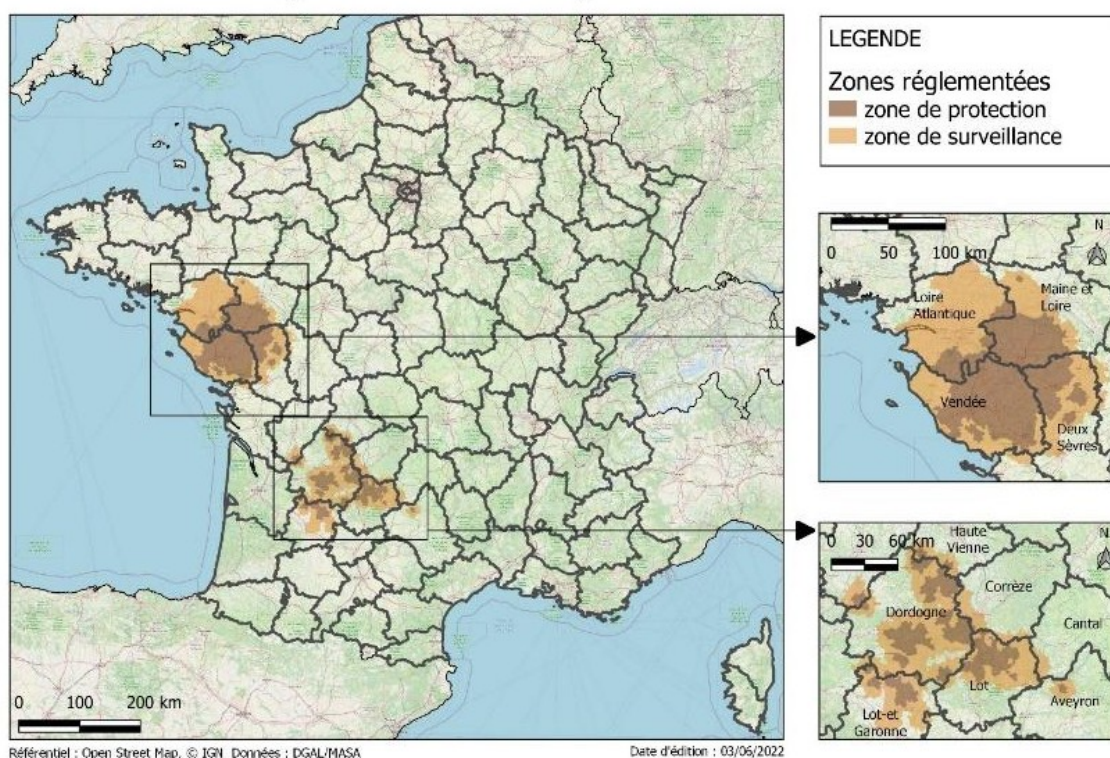 LEGENDE
Zones réglementées
zone de protection
zone de surveillance
0 50 100 km
N
Loire
Atlantique
Maine et
Loire
Vendée
Deux
Sèvres
0 30 60 km
Haute
Vienne
N
Corrèze
Dordogne
Cantal
Lot
Aveyron
Lot-et
Garonne
0 100 200 km
Référentiel : Open Street Map, © IGN Données : DGAL/MASA
Date d'édition : 03/06/2022